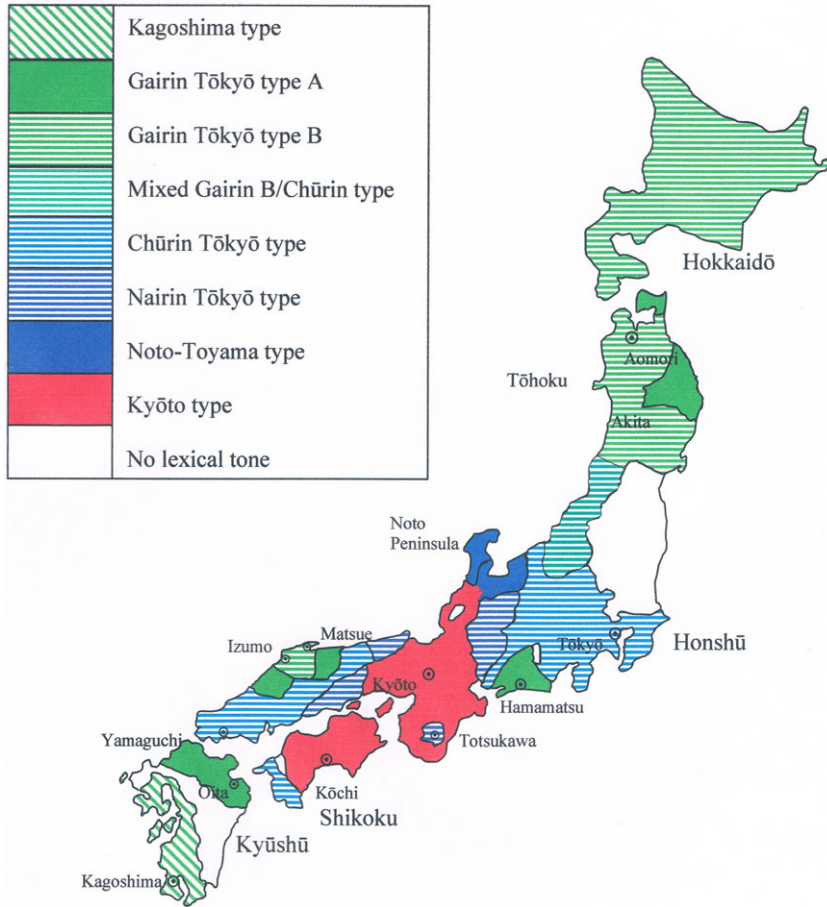 Kagoshima type
Gairin Tōkyō type A
Gairin Tōkyō type B
Mixed Gairin B/Chūrin type
Chūrin Tōkyō type
Nairin Tōkyō type
Noto-Toyama type
Kyōto type
No lexical tone
Hokkaidō
Aomori
Tōhoku
Akita
Noto
Peninsula
Matsue
Izumo
Tōkyō
Honshū
Kyōto
Hamamatsu
Yamaguchi
Totsukawa
Oita
Kōchi
Shikoku
Kyūshū
Kagoshima